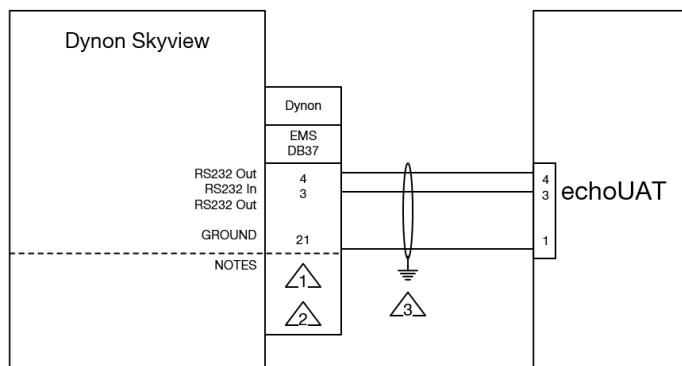 Dynon Skyview
Dynon
EMS
DB37
RS232 Out 4 4
RS232 In 3 3
RS232 Out
echoUAT
GROUND 21 1
NOTES
1
2
3